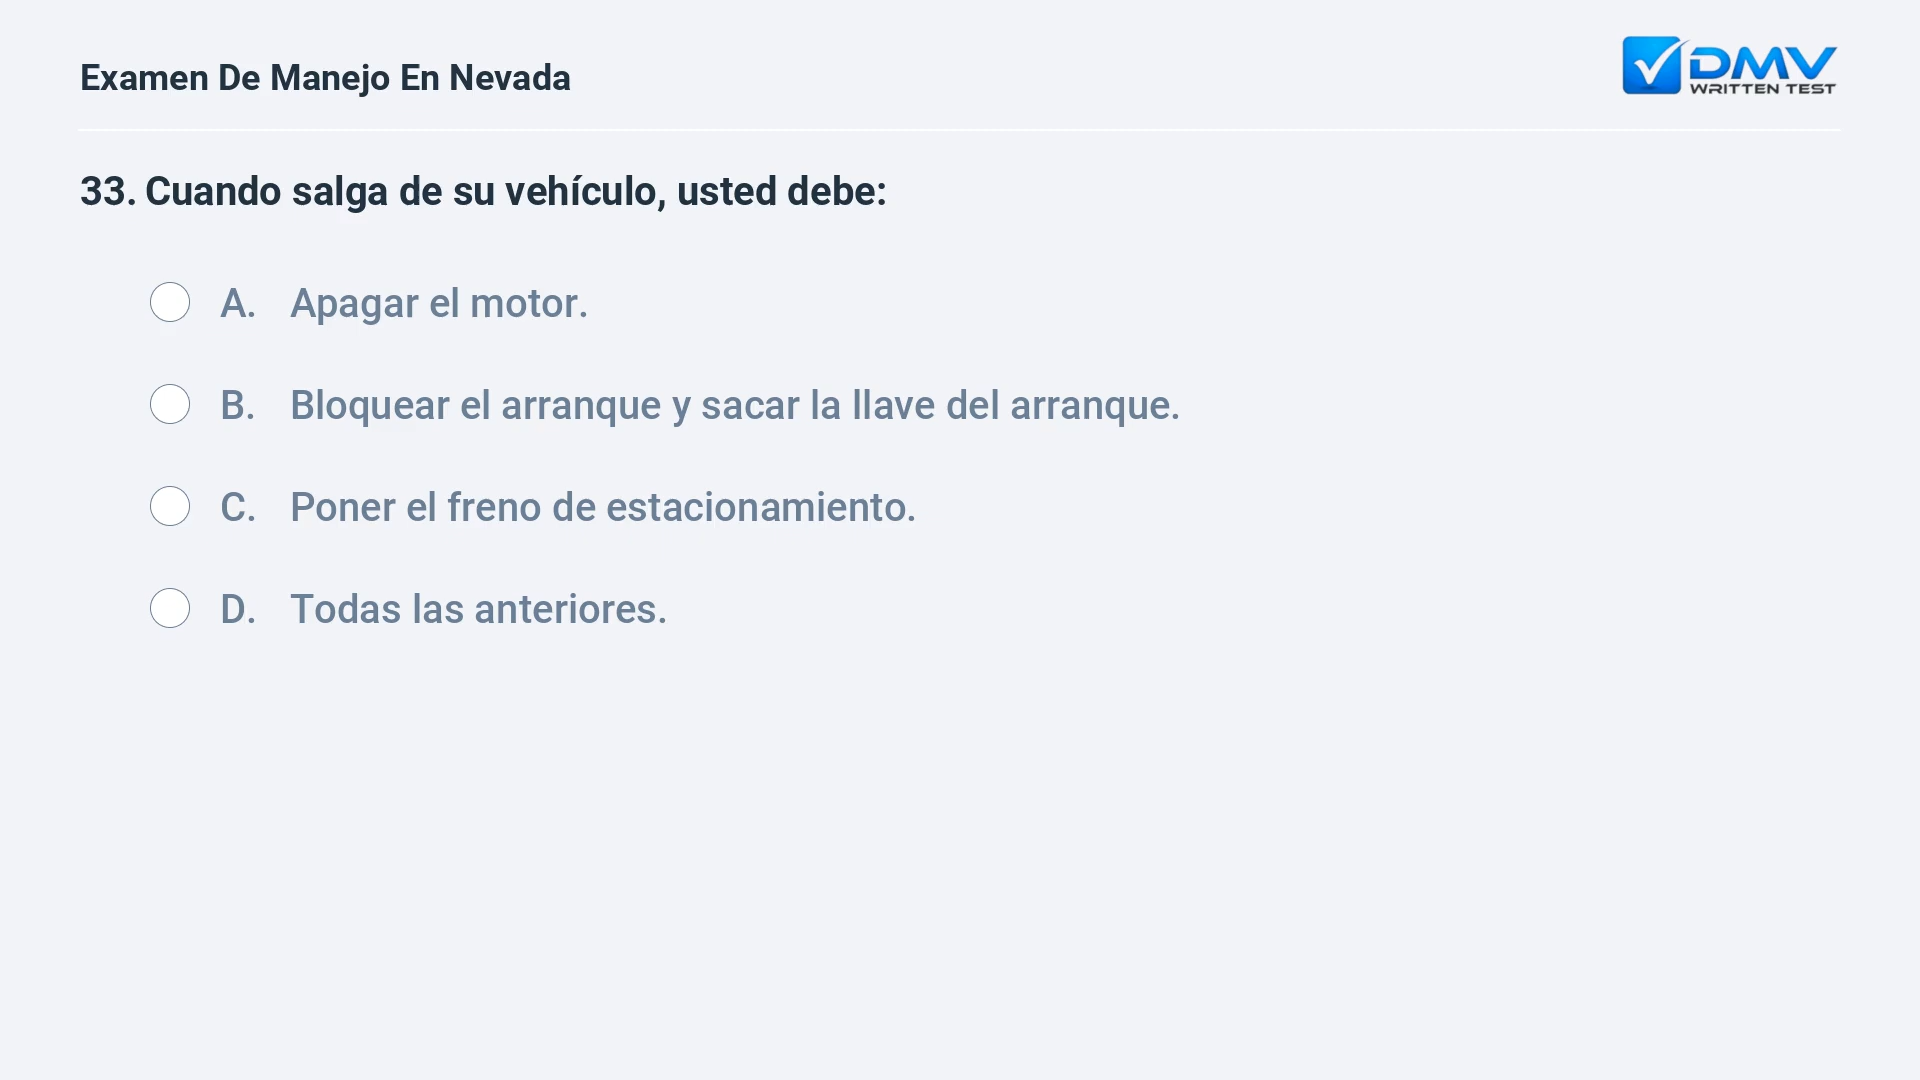 Examen De Manejo En Nevada
DMV
WRITTEN TEST
33. Cuando salga de su vehículo, usted debe:
A. Apagar el motor.
B. Bloquear el arranque y sacar la llave del arranque.
C. Poner el freno de estacionamiento.
D. Todas las anteriores.